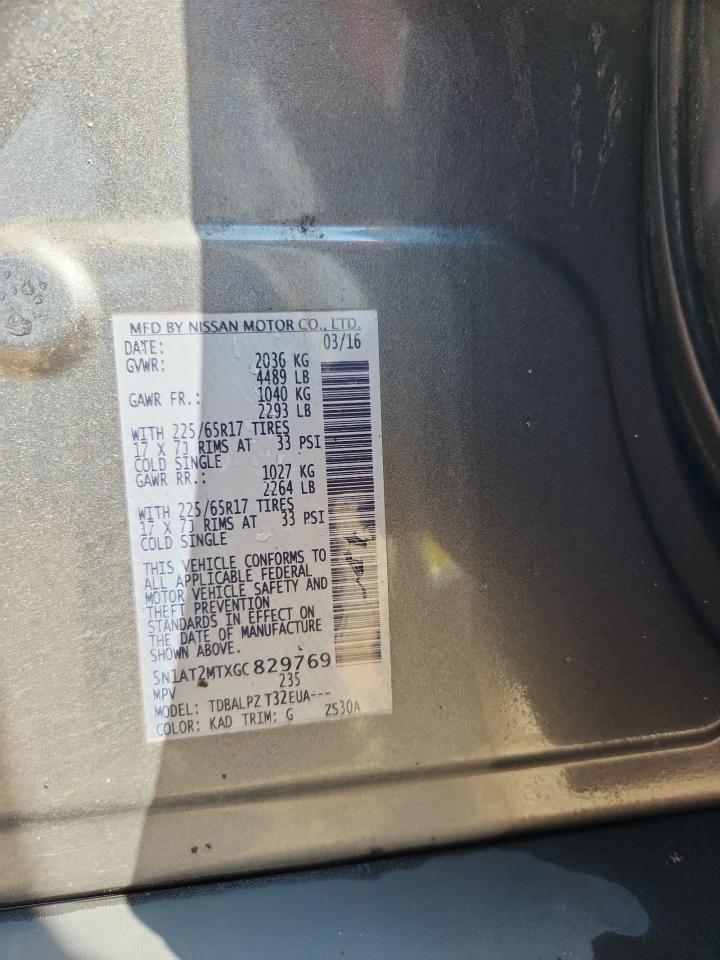 MFD BY NISSAN MOTOR CO., LTD.
DATE: 03/16
GVWR: 2036 KG
4489 LB
GAWR FR.: 1040 KG
2293 LB
WITH 225/65R17 TIRES
17 X 7J RIMS AT 33 PSI
COLD SINGLE
GAWR RR.: 1027 KG
2264 LB
WITH 225/65R17 TIRES
17 X 7J RIMS AT 33 PSI
COLD SINGLE
THIS VEHICLE CONFORMS TO
ALL APPLICABLE FEDERAL
MOTOR VEHICLE SAFETY AND
THEFT PREVENTION
STANDARDS IN EFFECT ON
THE DATE OF MANUFACTURE
SHOWN ABOVE.
5N1AT2MTXGC829769
MPV 235
MODEL: TDBALPZ T32EUA---
COLOR: KAD TRIM: G ZS30A